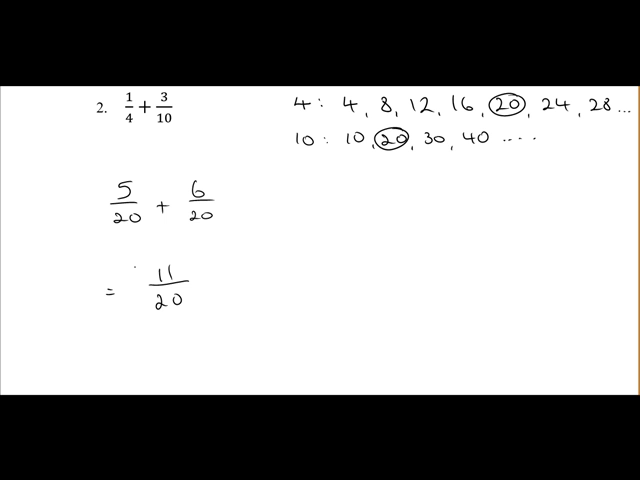 2. 1/4 + 3/10
4 : 4, 8, 12, 16, 20, 24, 28 ...
10 : 10, 20, 30, 40 .....
5/20 + 6/20
= 11/20